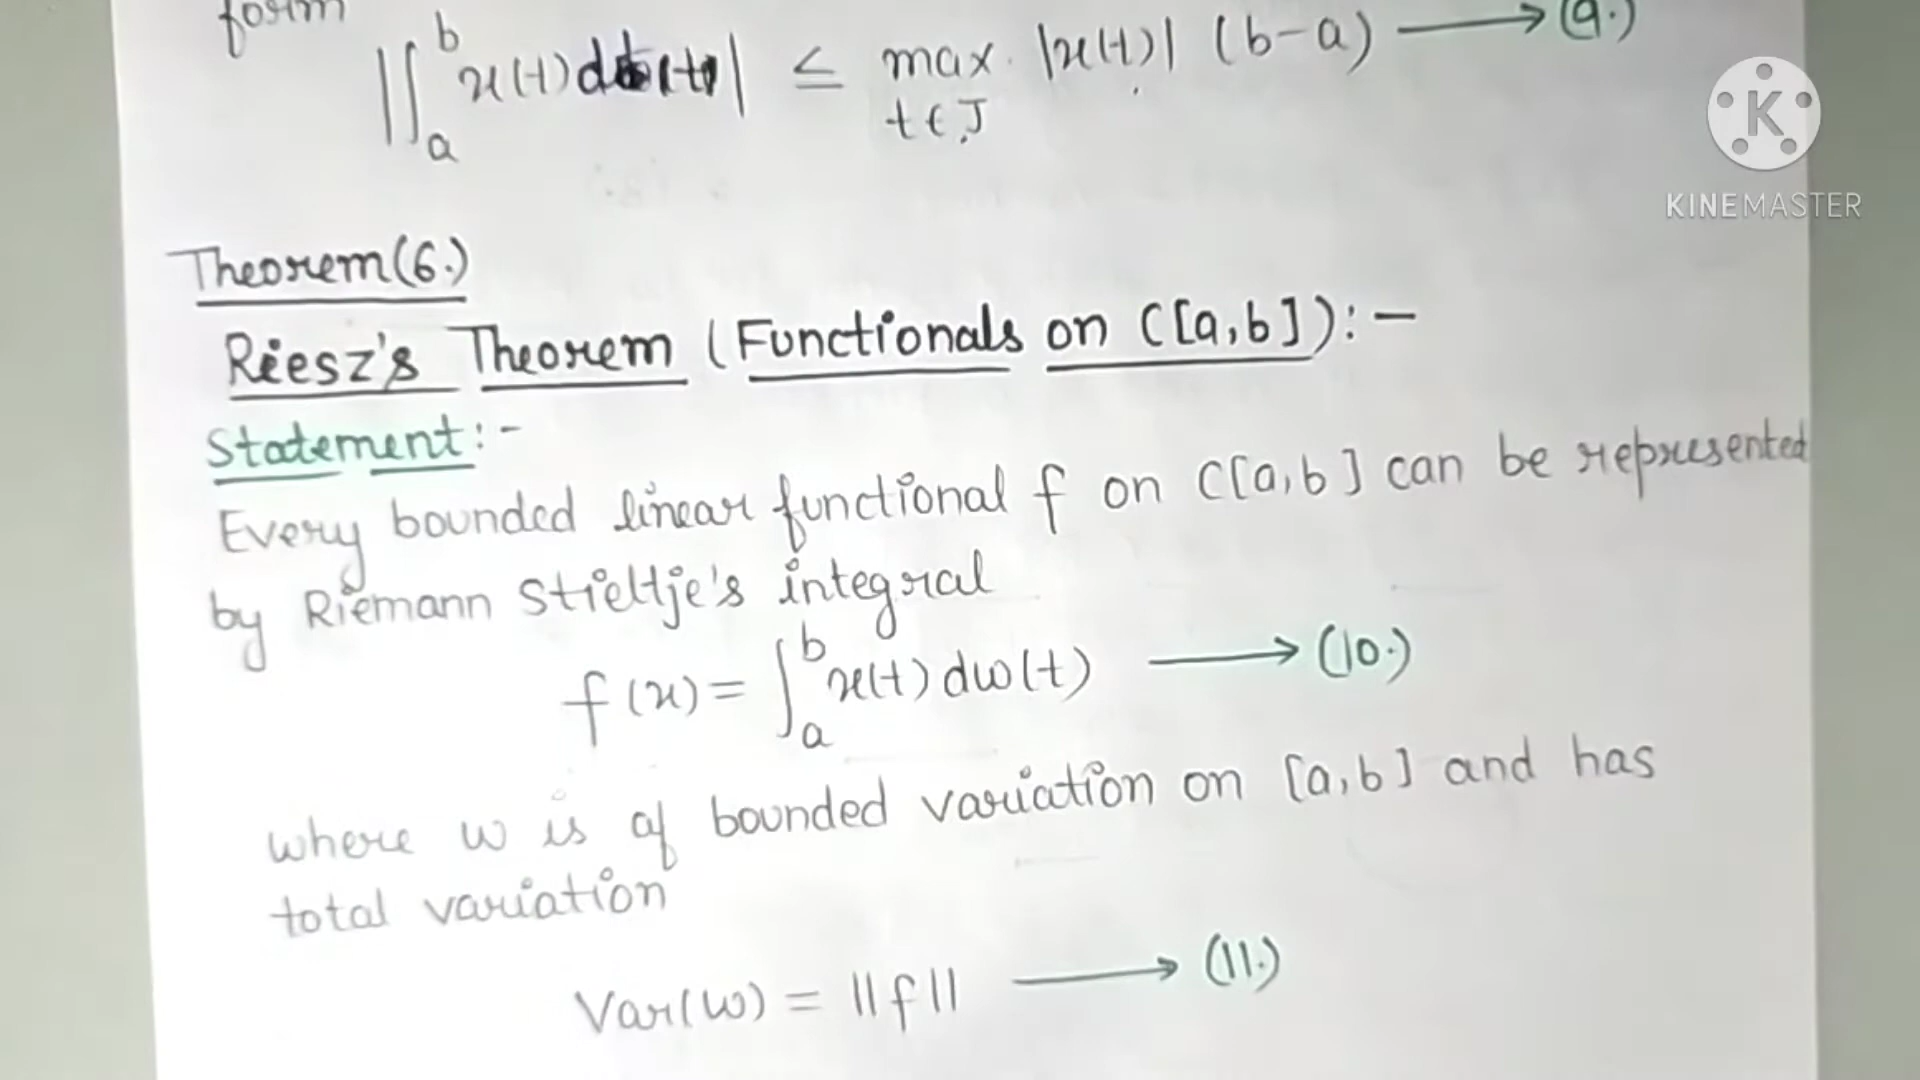 form
|∫_a^b x(t)dt| ≤ max |x(t)| (b-a) ⟶ (9.)
t∈J
K
KINEMASTER
Theorem(6.)
Riesz's Theorem (Functionals on C[a,b]):-
Statement:-
Every bounded linear functional f on C[a,b] can be represented
by Riemann Stieltje's integral
f(x) = ∫_a^b x(t) dw(t) ⟶ (10.)
where w is of bounded variation on [a,b] and has
total variation
Var(w) = ||f|| ⟶ (11.)